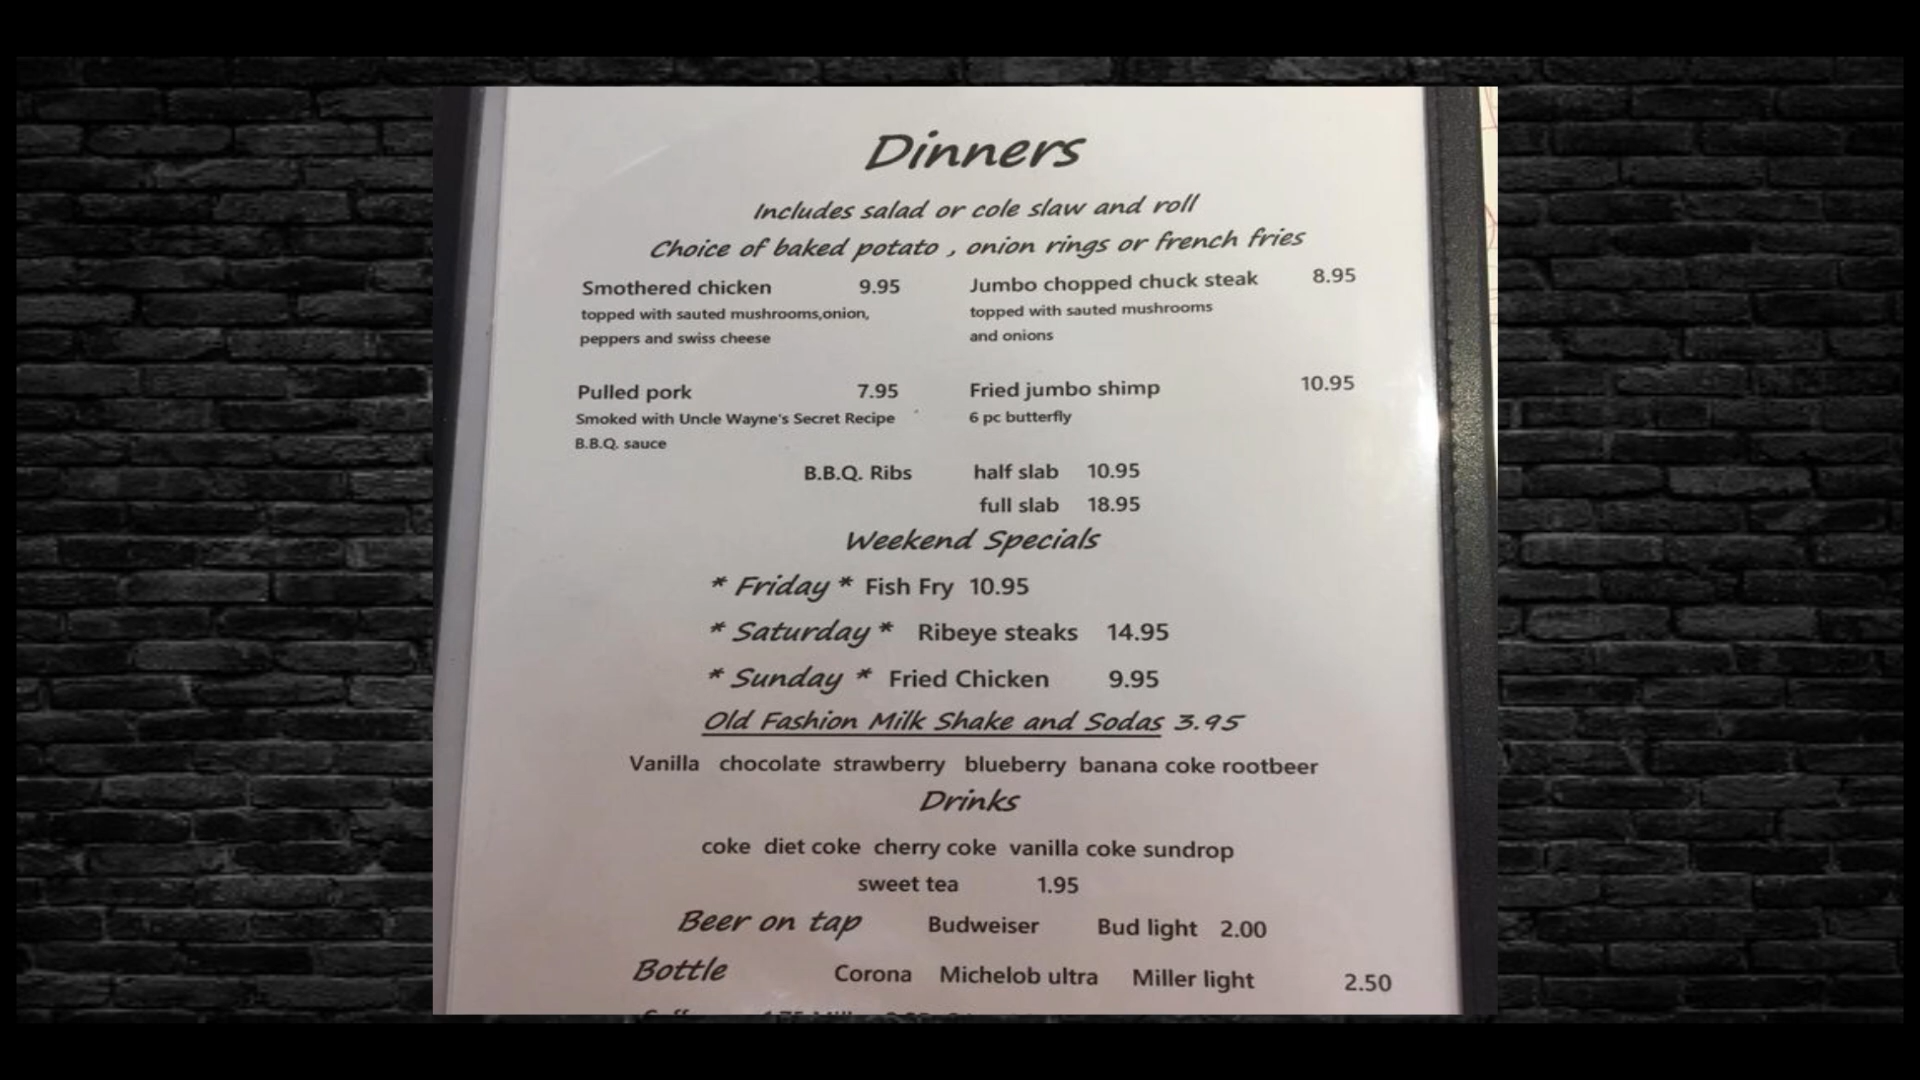 Dinners
Includes salad or cole slaw and roll
Choice of baked potato , onion rings or french fries
Smothered chicken 9.95
topped with sauted mushrooms,onion,
peppers and swiss cheese
Jumbo chopped chuck steak 8.95
topped with sauted mushrooms
and onions
Pulled pork 7.95
Smoked with Uncle Wayne's Secret Recipe
B.B.Q. sauce
Fried jumbo shimp 10.95
6 pc butterfly
B.B.Q. Ribs half slab 10.95
full slab 18.95
Weekend Specials
* Friday * Fish Fry 10.95
* Saturday * Ribeye steaks 14.95
* Sunday * Fried Chicken 9.95
Old Fashion Milk Shake and Sodas 3.95
Vanilla chocolate strawberry blueberry banana coke rootbeer
Drinks
coke diet coke cherry coke vanilla coke sundrop
sweet tea 1.95
Beer on tap Budweiser Bud light 2.00
Bottle Corona Michelob ultra Miller light 2.50